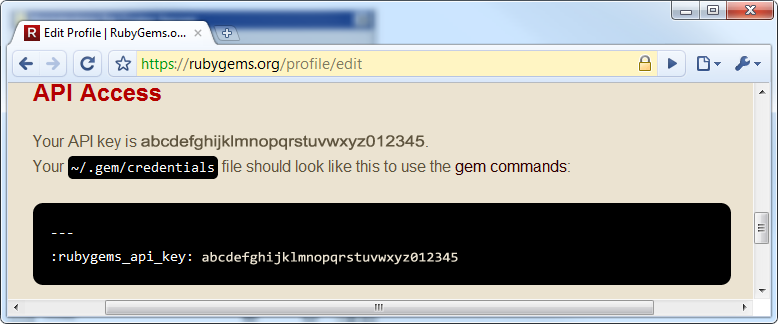 R Edit Profile | RubyGems.o...
https://rubygems.org/profile/edit
API Access
Your API key is abcdefghijklmnopqrstuvwxyz012345.
Your ~/.gem/credentials file should look like this to use the gem commands:
---
:rubygems_api_key: abcdefghijklmnopqrstuvwxyz012345